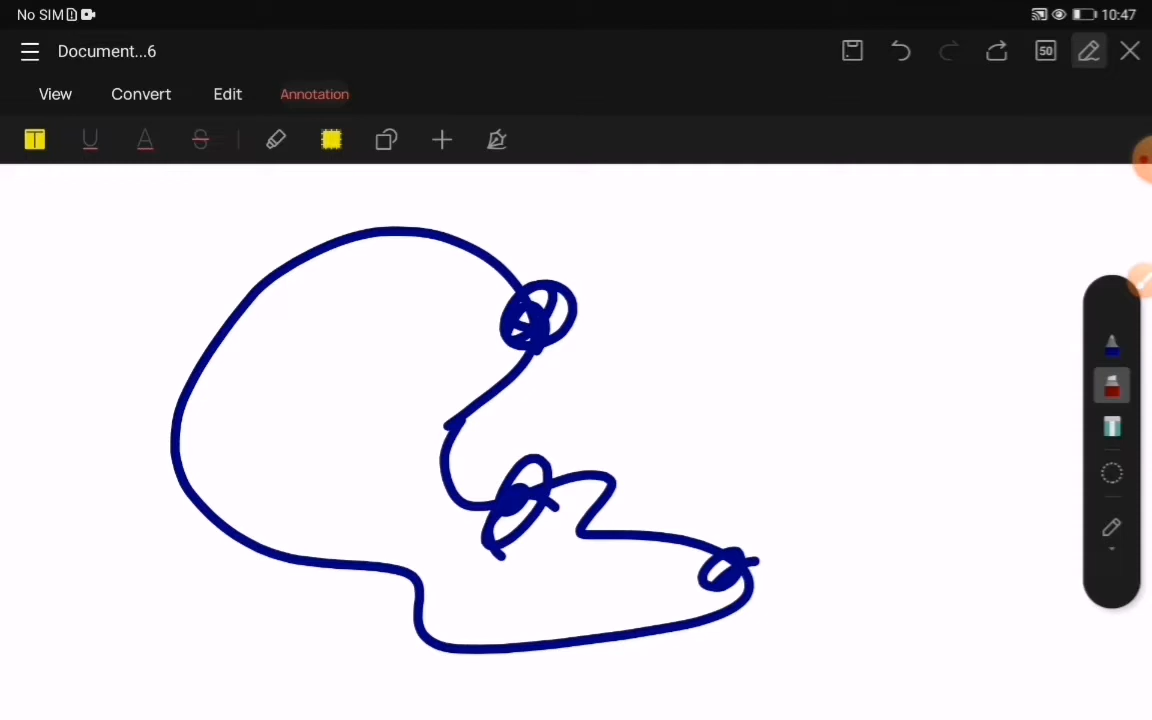 No SIM 10:47
Document...6
50
View Convert Edit Annotation
T U A S